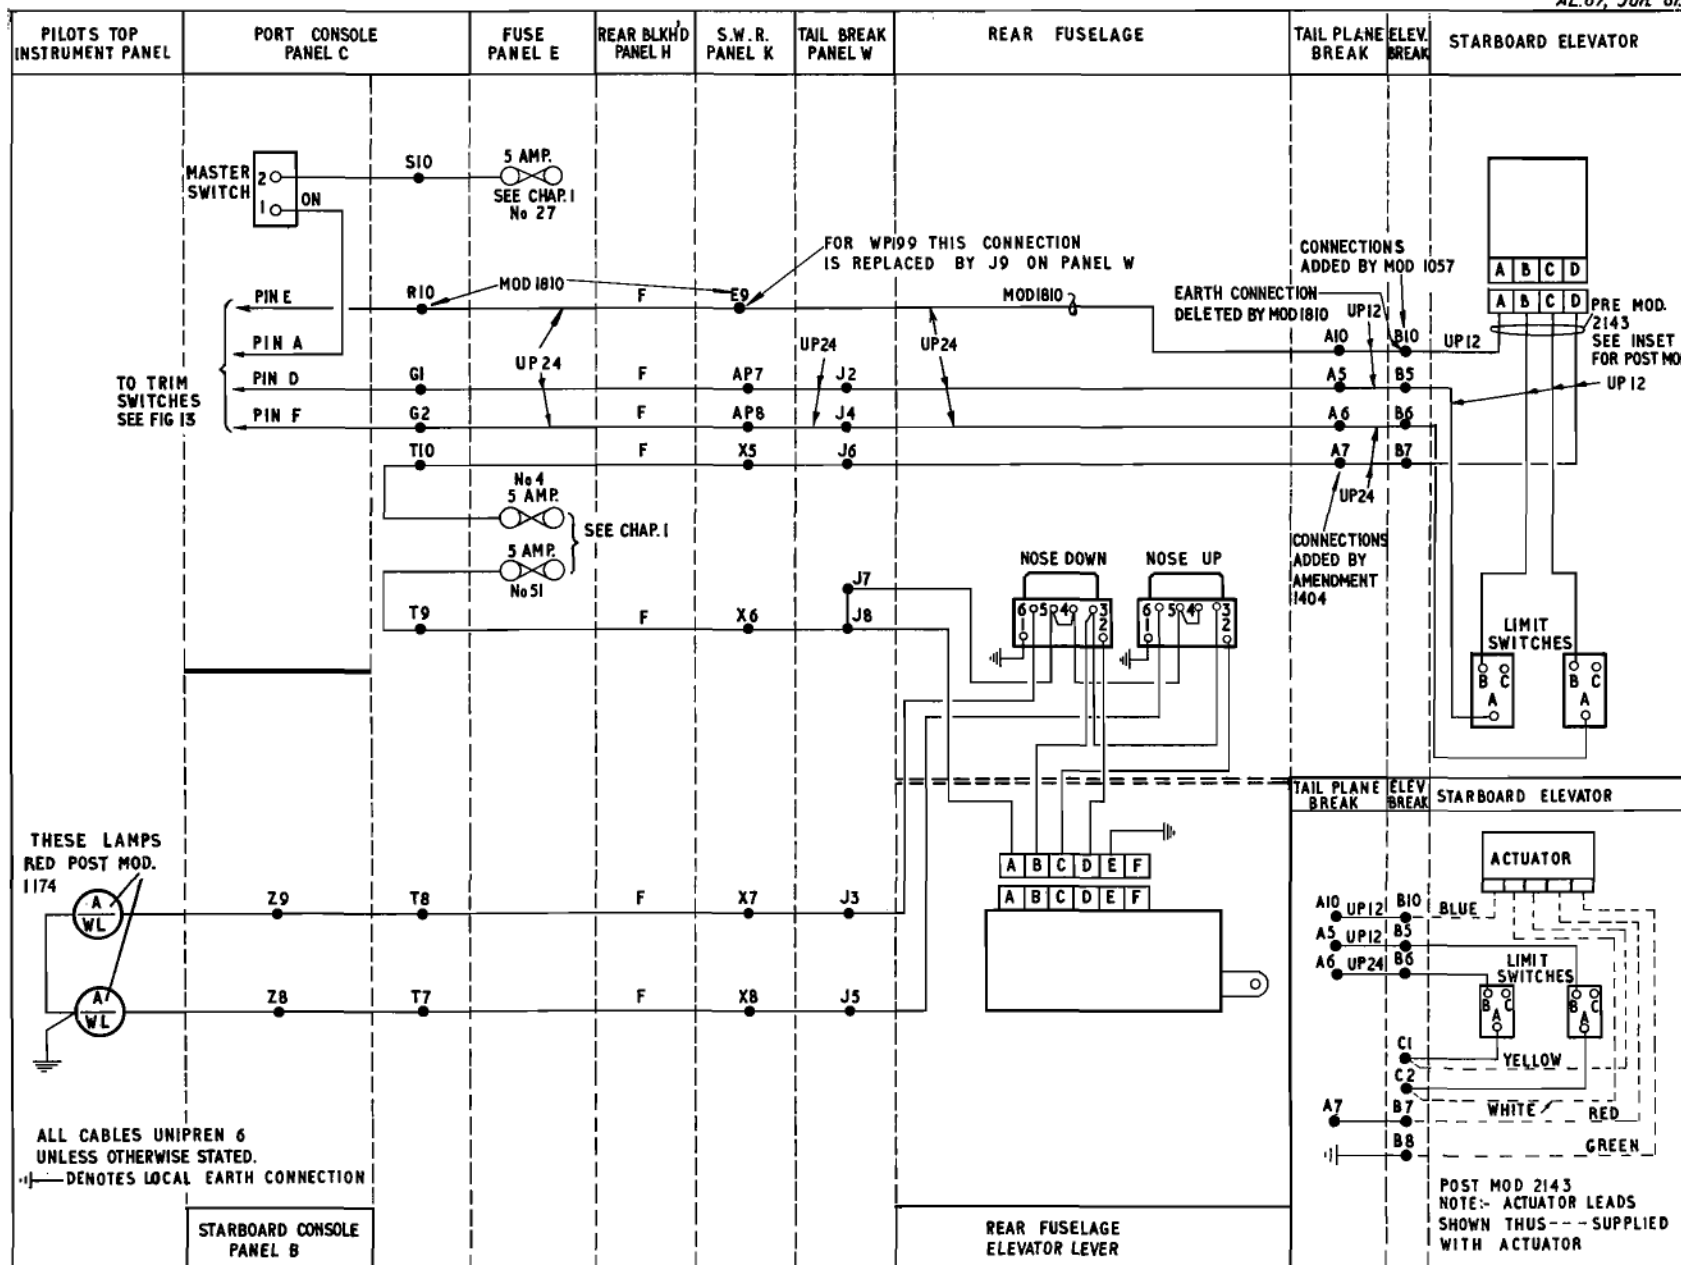 AL.87, Jun. 61.
PILOTS TOP
INSTRUMENT PANEL
PORT CONSOLE
PANEL C
FUSE
PANEL E
REAR BLKH'D
PANEL H
S.W.R.
PANEL K
TAIL BREAK
PANEL W
REAR FUSELAGE
TAIL PLANE
BREAK
ELEV.
BREAK
STARBOARD ELEVATOR
MASTER
SWITCH
2
1
ON
S10
5 AMP.
SEE CHAP. 1
No 27
FOR WP199 THIS CONNECTION
IS REPLACED BY J9 ON PANEL W
CONNECTIONS
ADDED BY MOD 1057
A B C D
A B C D
PIN E
R10
MOD 1810
F
E9
MOD1810
EARTH CONNECTION
DELETED BY MOD 1810
UP12
A10
B10
UP12
PRE MOD.
2143
SEE INSET
FOR POST MO
UP 12
PIN A
UP 24
UP24
UP24
TO TRIM
SWITCHES
SEE FIG 13
PIN D
G1
F
AP7
J2
A5
B5
PIN F
G2
F
AP8
J4
A6
B6
T10
F
X5
J6
A7
B7
UP24
No 4
5 AMP.
SEE CHAP. 1
5 AMP.
No 51
CONNECTIONS
ADDED BY
AMENDMENT
1404
NOSE DOWN
NOSE UP
6 5 4 3
1 2
6 5 4 3
1 2
J7
T9
F
X6
J8
LIMIT
SWITCHES
B C
A
B C
A
TAIL PLANE
BREAK
ELEV
BREAK
STARBOARD ELEVATOR
THESE LAMPS
RED POST MOD.
1174
A
WL
Z9
T8
F
X7
J3
A
WL
Z8
T7
F
X8
J5
A B C D E F
A B C D E F
ACTUATOR
A10
UP12
B10
BLUE
A5
UP12
B5
A6
UP24
B6
LIMIT
SWITCHES
B C
A
B C
A
C1
YELLOW
C2
WHITE
A7
B7
RED
B8
GREEN
ALL CABLES UNIPREN 6
UNLESS OTHERWISE STATED.
DENOTES LOCAL EARTH CONNECTION
STARBOARD CONSOLE
PANEL B
REAR FUSELAGE
ELEVATOR LEVER
POST MOD 2143
NOTE:- ACTUATOR LEADS
SHOWN THUS --- SUPPLIED
WITH ACTUATOR